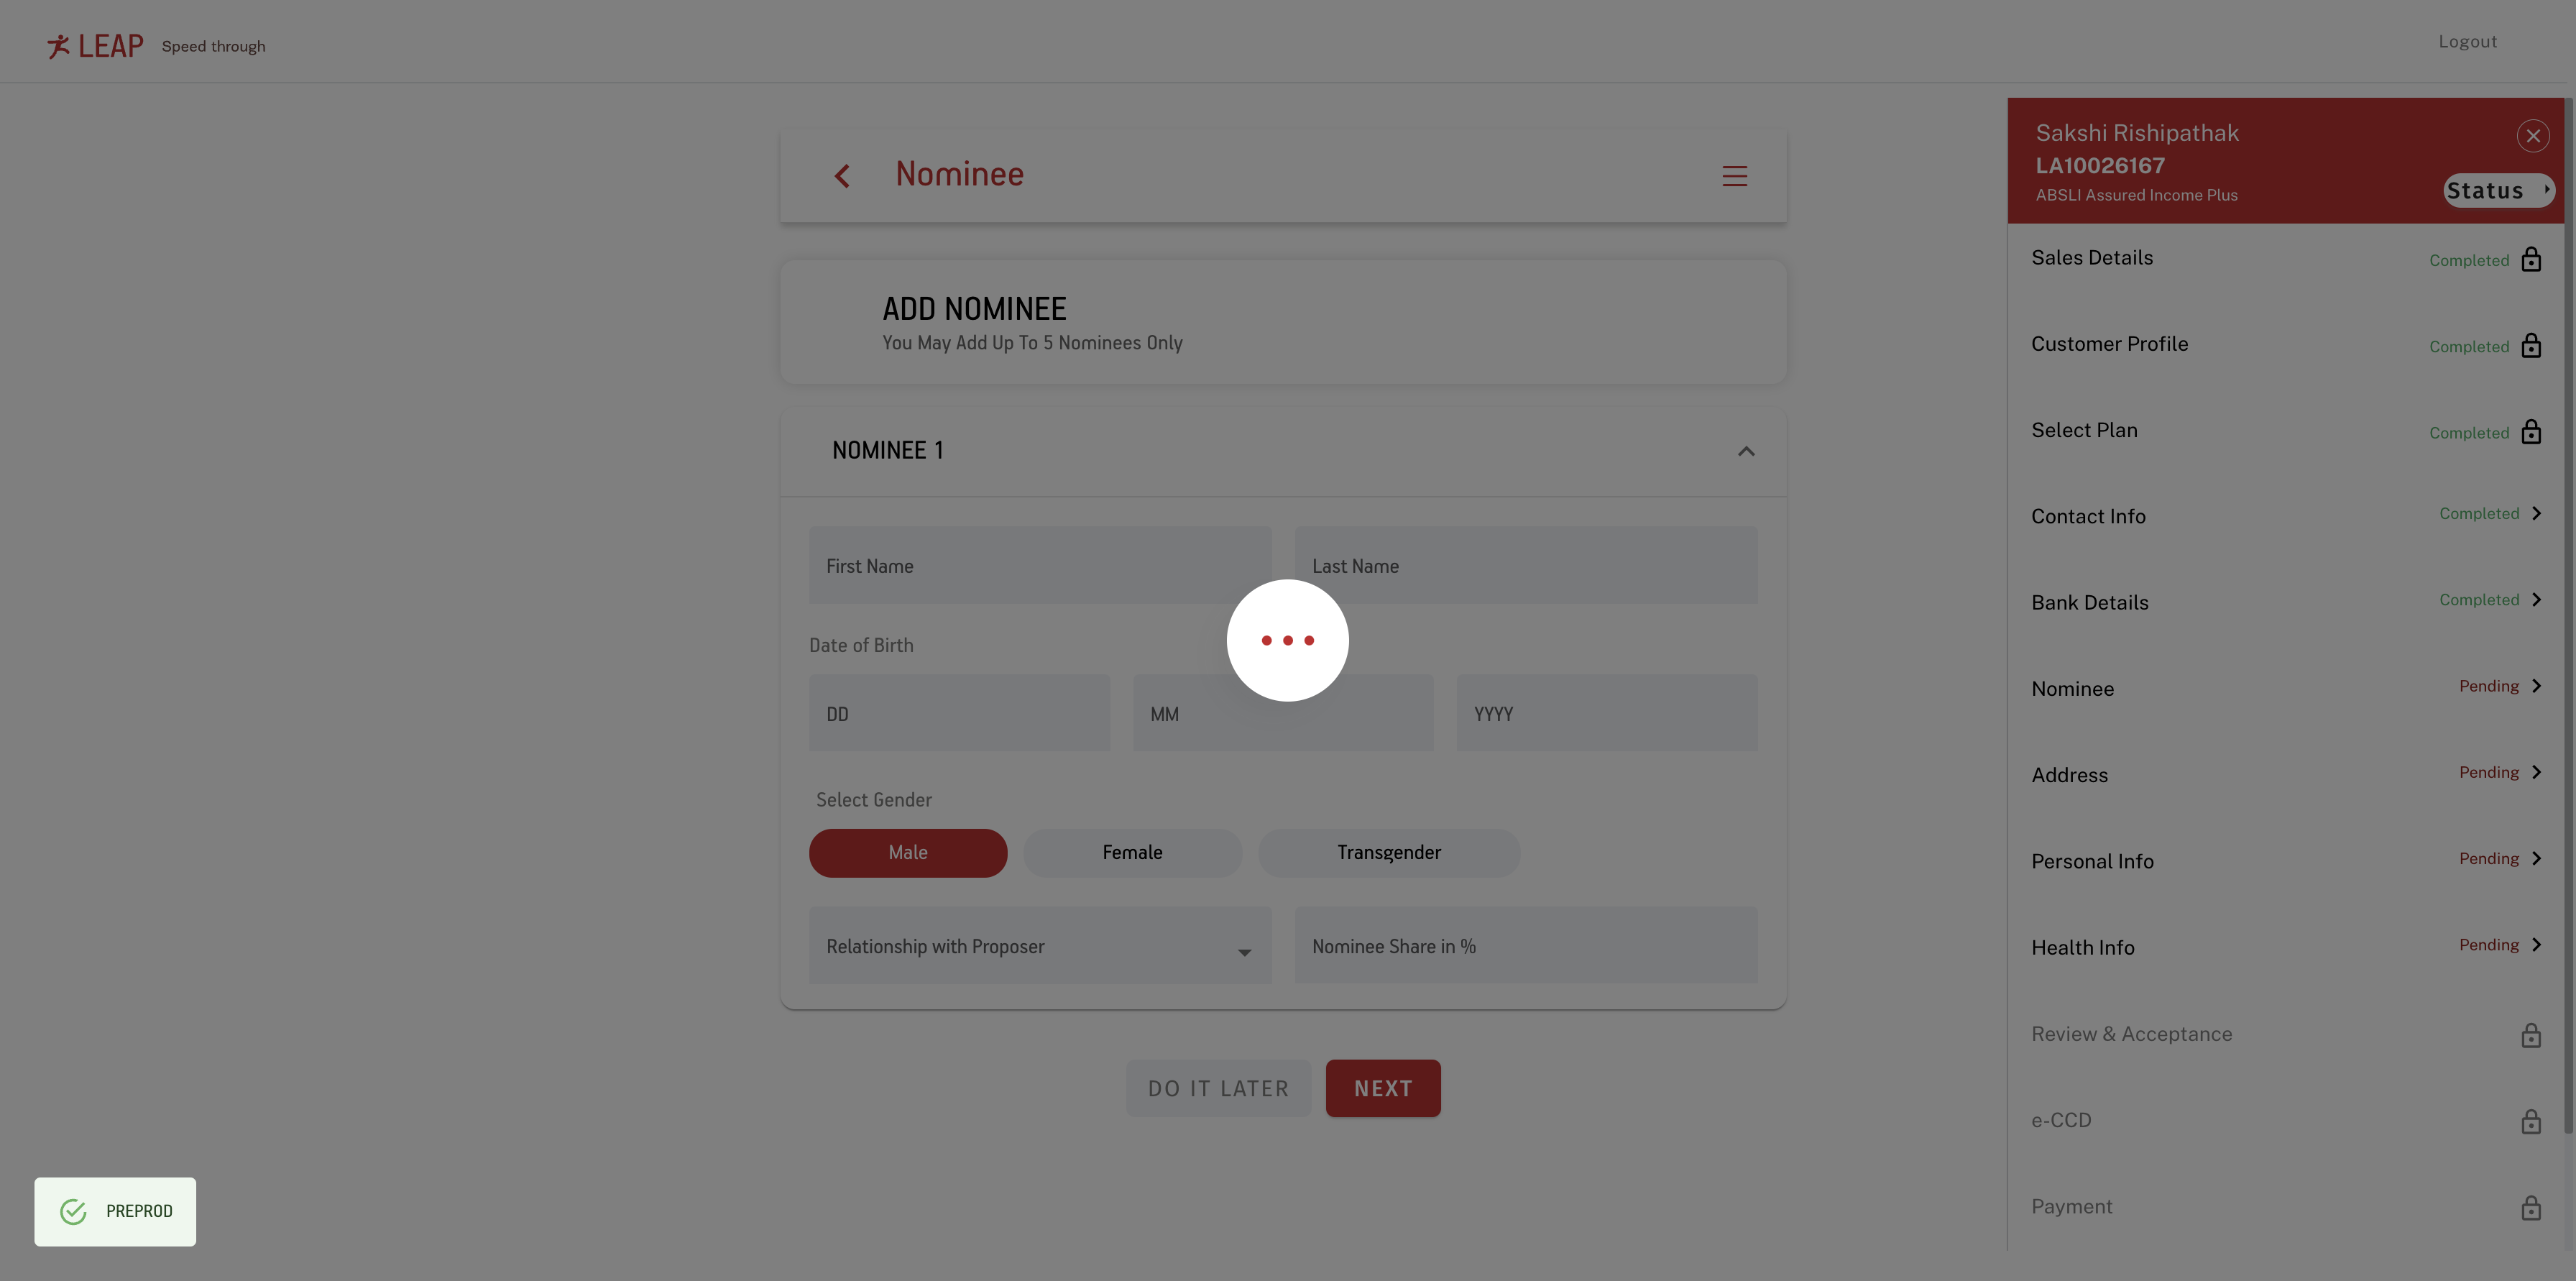 LEAP Speed through
Logout
Nominee
ADD NOMINEE
You May Add Up To 5 Nominees Only
NOMINEE 1
First Name
Last Name
Date of Birth
DD
MM
YYYY
Select Gender
Male
Female
Transgender
Relationship with Proposer
Nominee Share in %
DO IT LATER
NEXT
PREPROD
Sakshi Rishipathak
LA10026167
ABSLI Assured Income Plus
Status
Sales Details Completed
Customer Profile Completed
Select Plan Completed
Contact Info Completed
Bank Details Completed
Nominee Pending
Address Pending
Personal Info Pending
Health Info Pending
Review & Acceptance
e-CCD
Payment